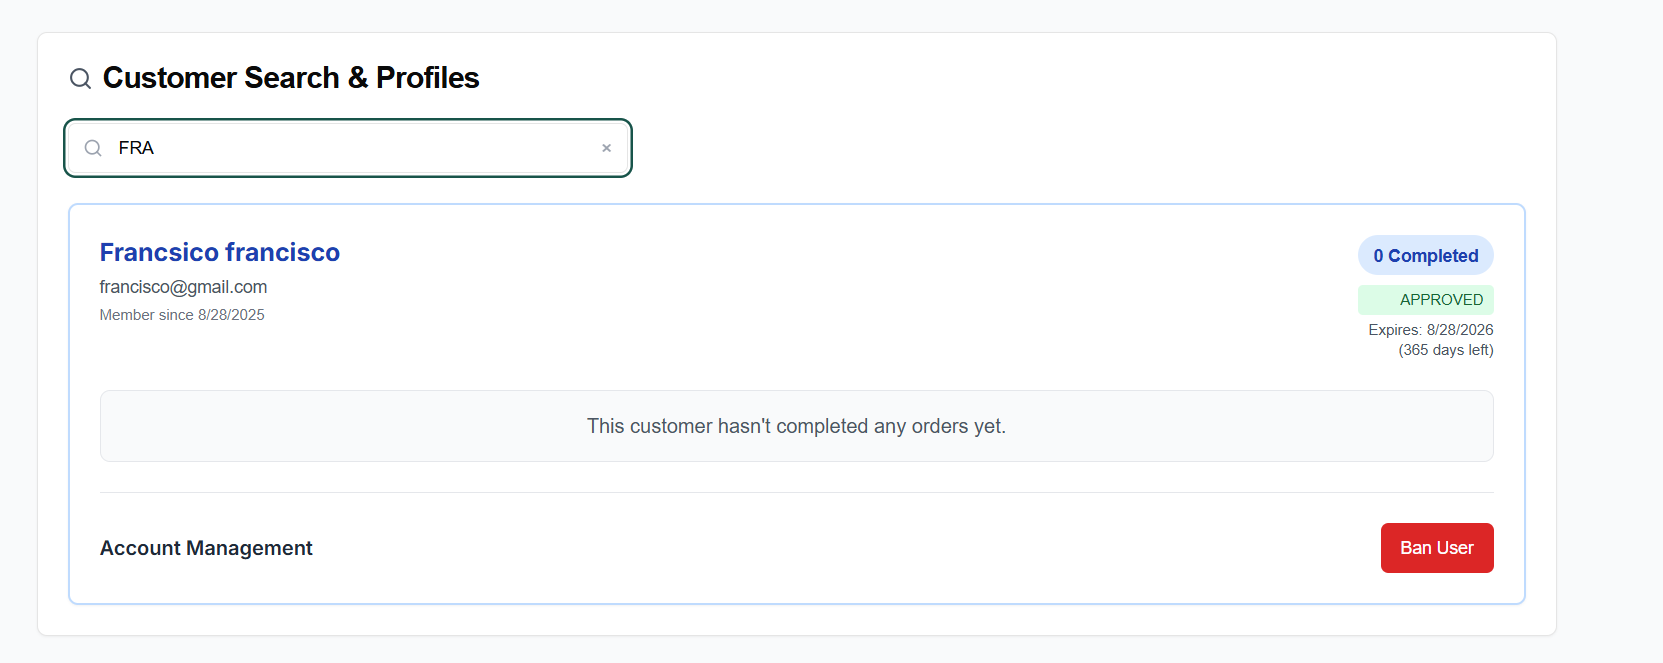 Customer Search & Profiles
FRA
×
Francsico francisco
francisco@gmail.com
Member since 8/28/2025
0 Completed
APPROVED
Expires: 8/28/2026
(365 days left)
This customer hasn't completed any orders yet.
Account Management
Ban User